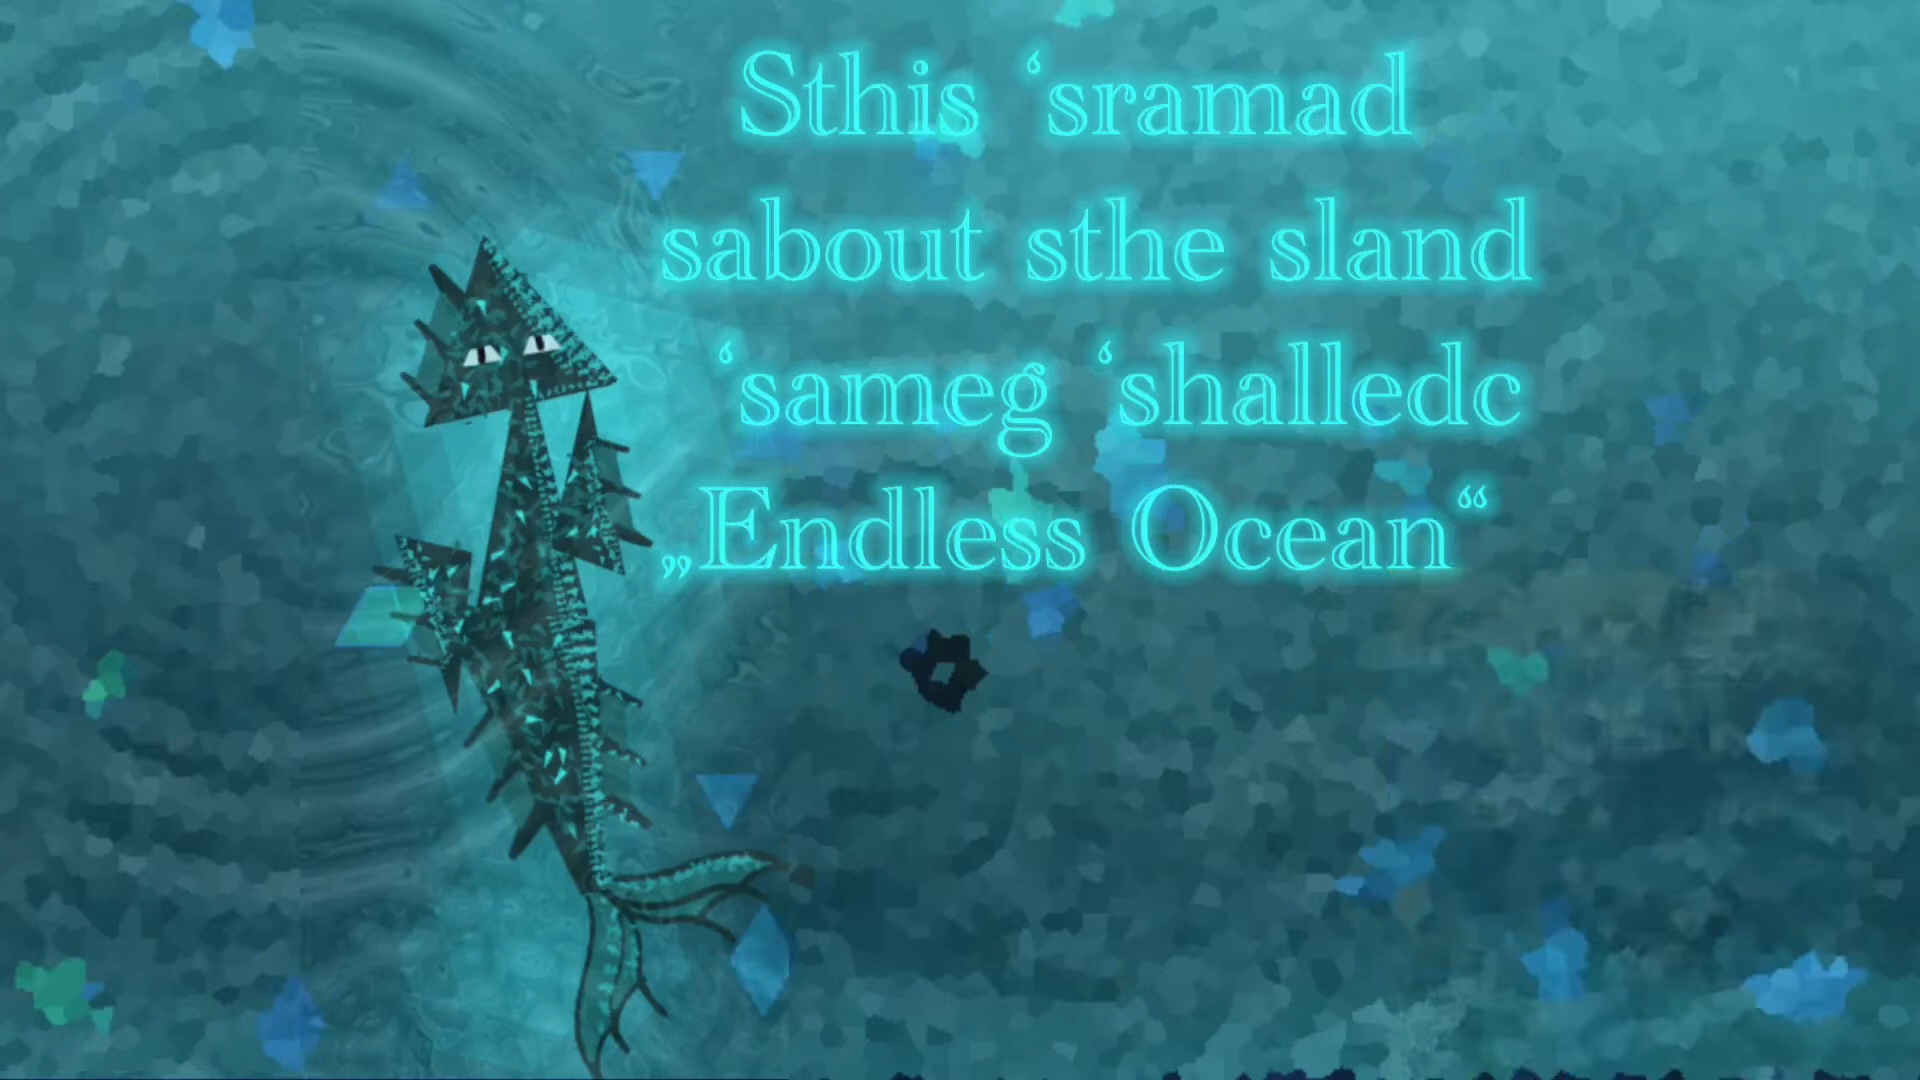 Sthis ‘sramad
sabout sthe sland
‘sameg ‘shalledc
„Endless Ocean“